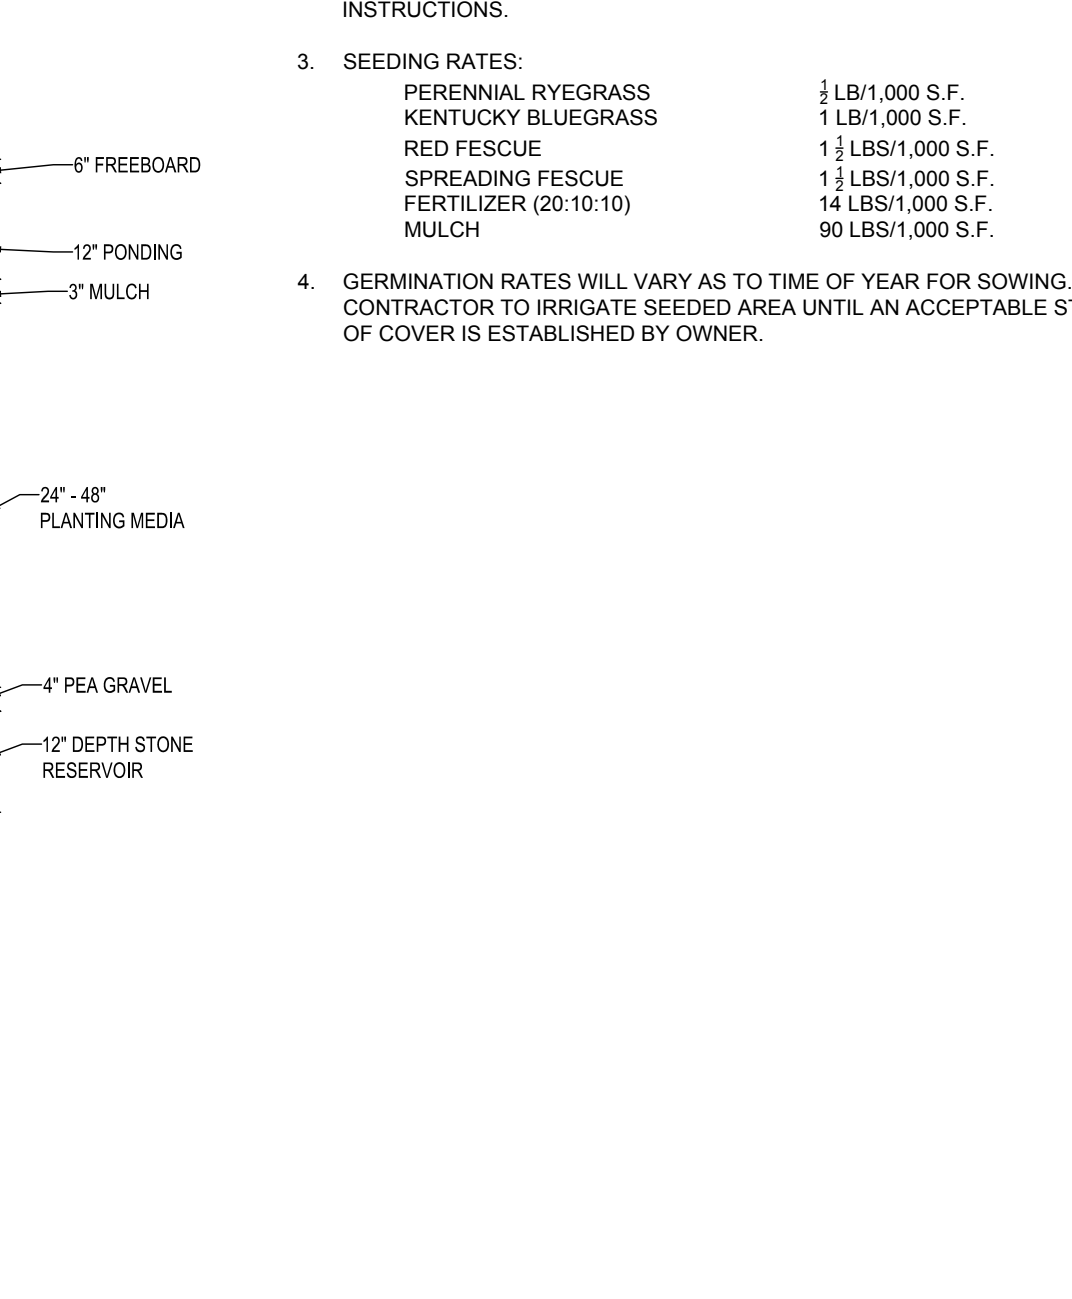 INSTRUCTIONS.
3. SEEDING RATES:
PERENNIAL RYEGRASS ½ LB/1,000 S.F.
KENTUCKY BLUEGRASS 1 LB/1,000 S.F.
RED FESCUE 1 ½ LBS/1,000 S.F.
SPREADING FESCUE 1 ½ LBS/1,000 S.F.
FERTILIZER (20:10:10) 14 LBS/1,000 S.F.
MULCH 90 LBS/1,000 S.F.
4. GERMINATION RATES WILL VARY AS TO TIME OF YEAR FOR SOWING.
CONTRACTOR TO IRRIGATE SEEDED AREA UNTIL AN ACCEPTABLE
OF COVER IS ESTABLISHED BY OWNER.
6" FREEBOARD
12" PONDING
3" MULCH
24" - 48"
PLANTING MEDIA
4" PEA GRAVEL
12" DEPTH STONE
RESERVOIR